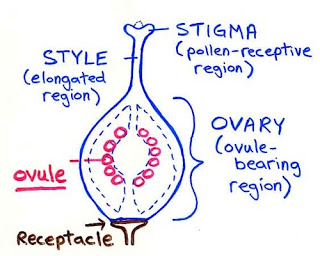 STIGMA
(pollen-receptive
region)
STYLE
(elongated
region)
OVARY
(ovule-
bearing
region)
ovule
Receptacle